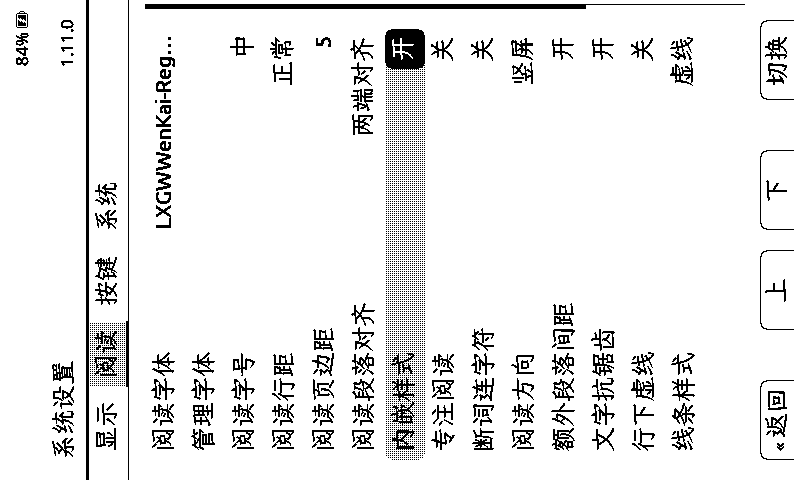 84%
系统设置 1.11.0
显示 阅读 按键 系统
阅读字体 LXGWWenKai-Reg...
管理字体
阅读字号 中
阅读行距 正常
阅读页边距 5
阅读段落对齐 两端对齐
内嵌样式 开
专注阅读 关
断词连字符 关
阅读方向 竖屏
额外段落间距 开
文字抗锯齿 开
行下虚线 关
线条样式 虚线
«返回 上 下 切换